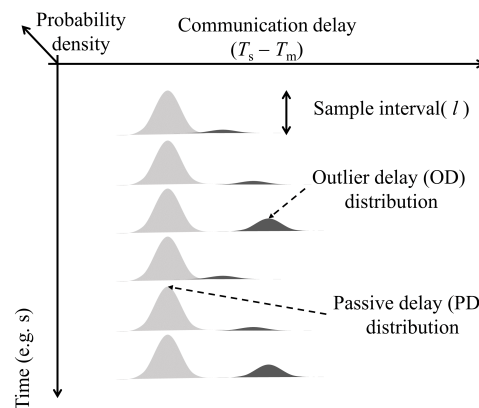 Probability
density
Communication delay
(Ts – Tm)
Sample interval( l )
Outlier delay (OD)
distribution
Passive delay (PD
distribution
Time (e.g. s)